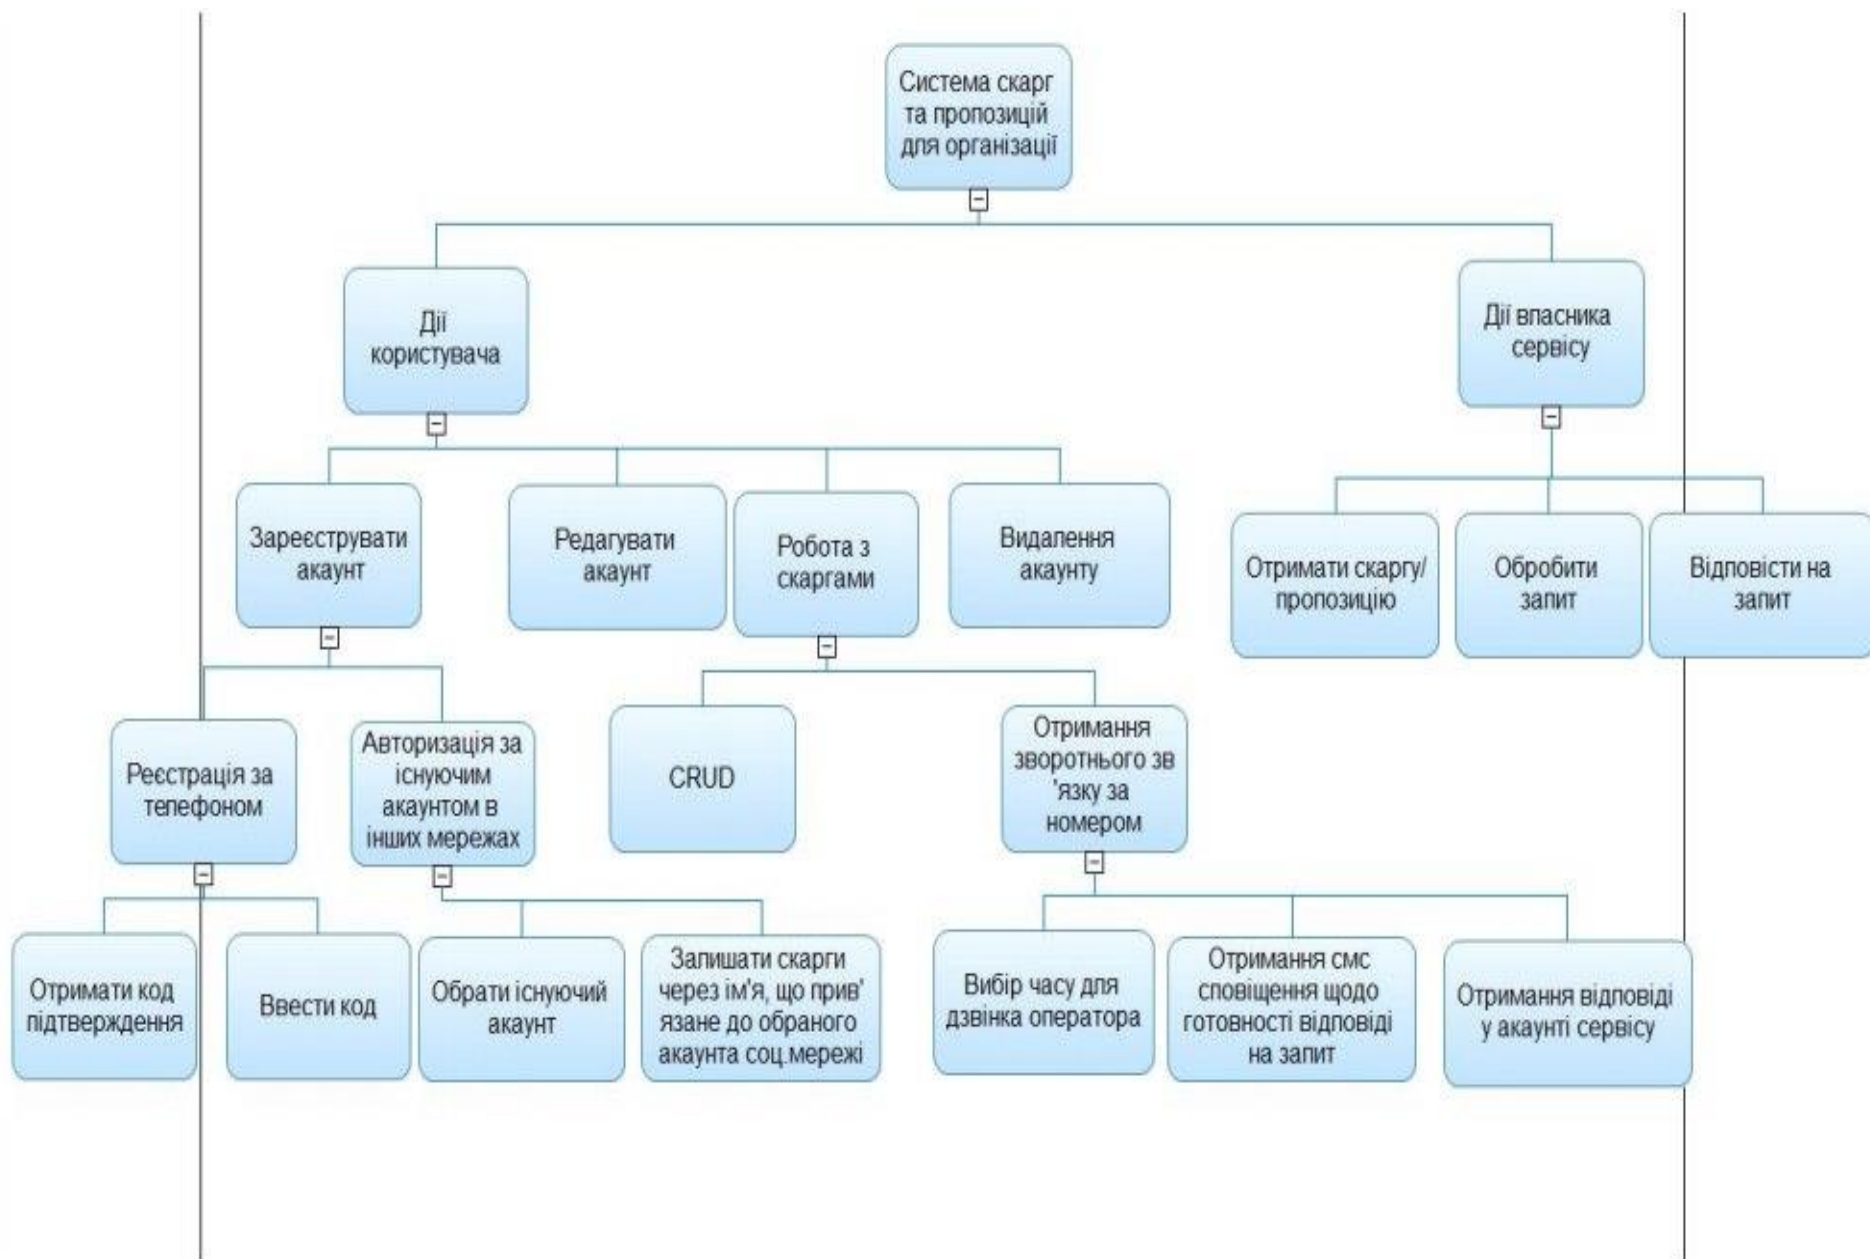 Система скарг
та пропозицій
для організації
Дії
користувача
Дії власника
сервісу
Зареєструвати
акаунт
Редагувати
акаунт
Робота з
скаргами
Видалення
акаунту
Отримати скаргу/
пропозицію
Обробити
запит
Відповісти на
запит
Реєстрація за
телефоном
Авторизація за
існуючим
акаунтом в
інших мережах
CRUD
Отримання
зворотнього зв
'язку за
номером
Отримати код
підтверждення
Ввести код
Обрати існуючий
акаунт
Залишати скарги
через ім'я, що прив'
язане до обраного
акаунта соц.мережі
Вибір часу для
дзвінка оператора
Отримання смс
сповіщення щодо
готовності відповіді
на запит
Отримання відповіді
у акаунті сервісу